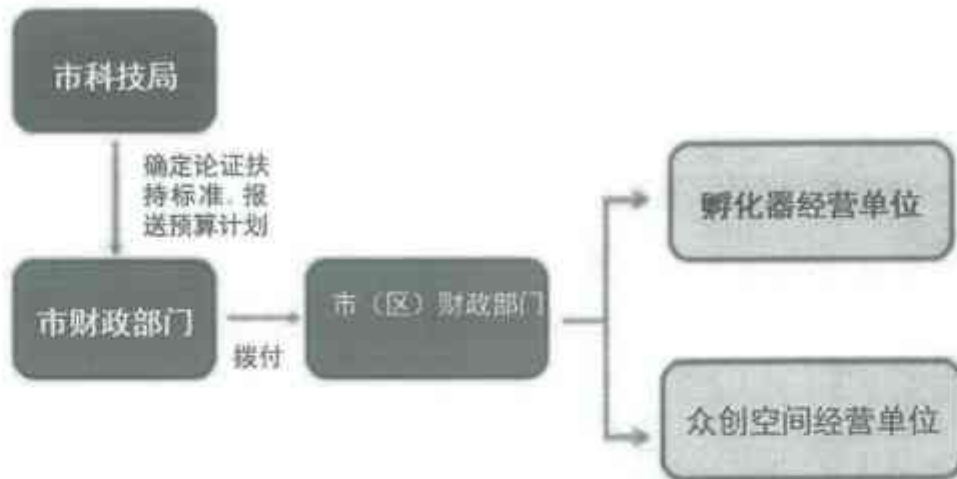 市科技局
确定论证扶
持标准,报
送预算计划
市财政部门
拨付
市（区）财政部门
孵化器经营单位
众创空间经营单位